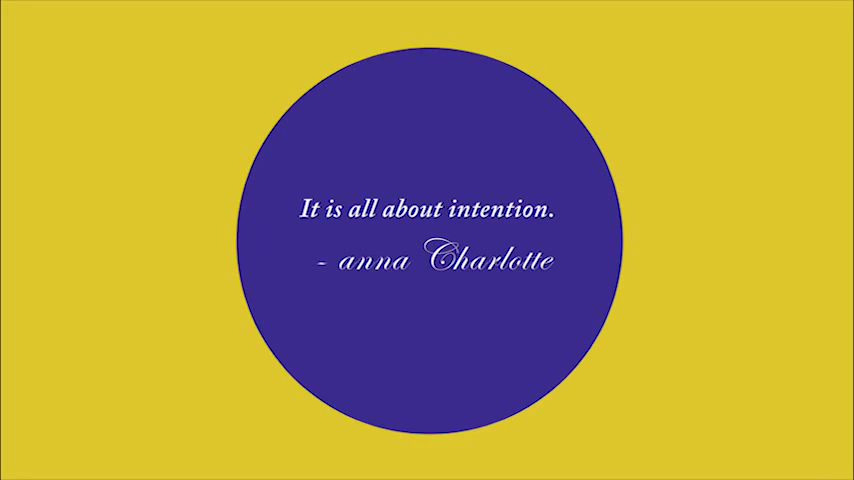 It is all about intention.
- anna Charlotte